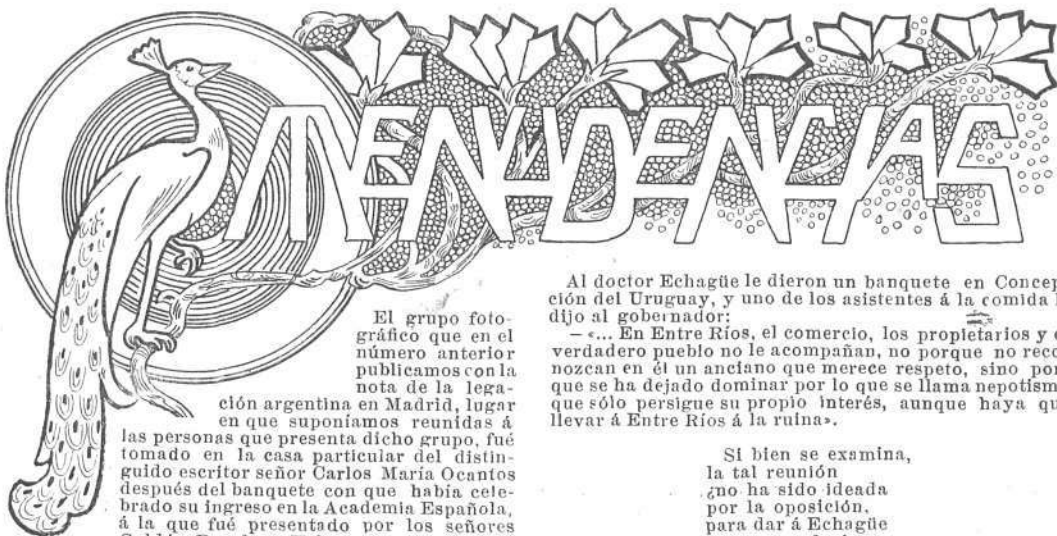 MENUDENCIAS
El grupo foto-
gráfico que en el
número anterior
publicamos con la
nota de la lega-
ción argentina en Madrid, lugar
en que suponíamos reunidas á
las personas que presenta dicho grupo, fué
tomado en la casa particular del distin-
guido escritor señor Carlos María Ocantos
después del banquete con que había cele-
brado su ingreso en la Academia Española,
á la que fué presentado por los señores
Al doctor Echagüe le dieron un banquete en Concep
ción del Uruguay, y uno de los asistentes á la comida l
dijo al gobernador:
—«... En Entre Ríos, el comercio, los propietarios y e
verdadero pueblo no le acompañan, no porque no reco
nozcan en él un anciano que merece respeto, sino por
que se ha dejado dominar por lo que se llama nepotism
que sólo persigue su propio interés, aunque haya qu
llevar á Entre Ríos á la ruina».
Si bien se examina,
la tal reunión
¿no ha sido ideada
por la oposición,
para dar á Echagüe